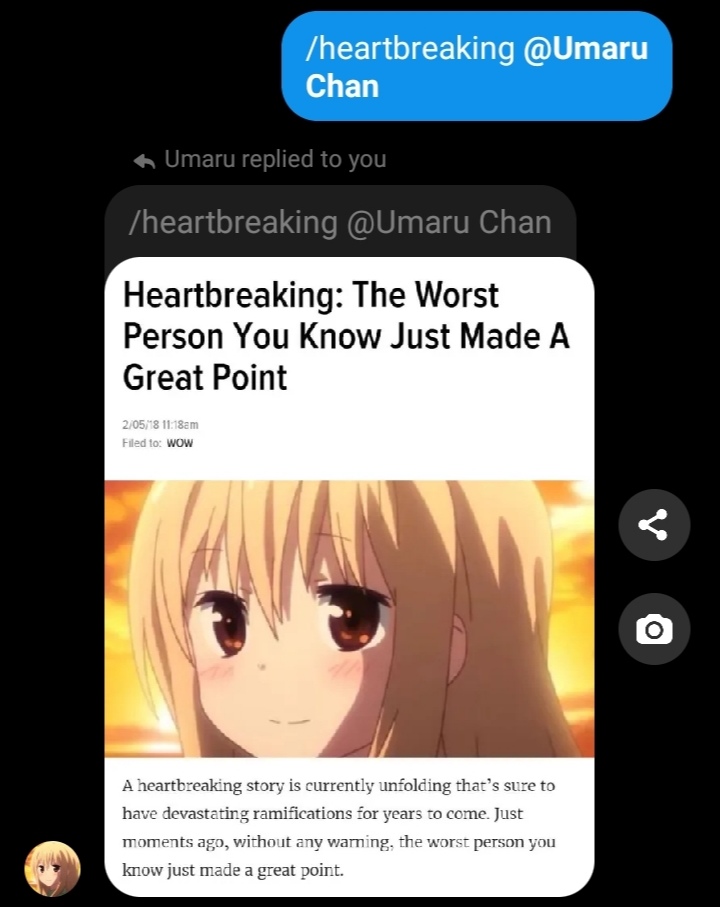 /heartbreaking @Umaru
Chan
Umaru replied to you
/heartbreaking @Umaru Chan
Heartbreaking: The Worst
Person You Know Just Made A
Great Point
2/05/18 11:18am
Filed to: WOW
A heartbreaking story is currently unfolding that's sure to
have devastating ramifications for years to come. Just
moments ago, without any warning, the worst person you
know just made a great point.